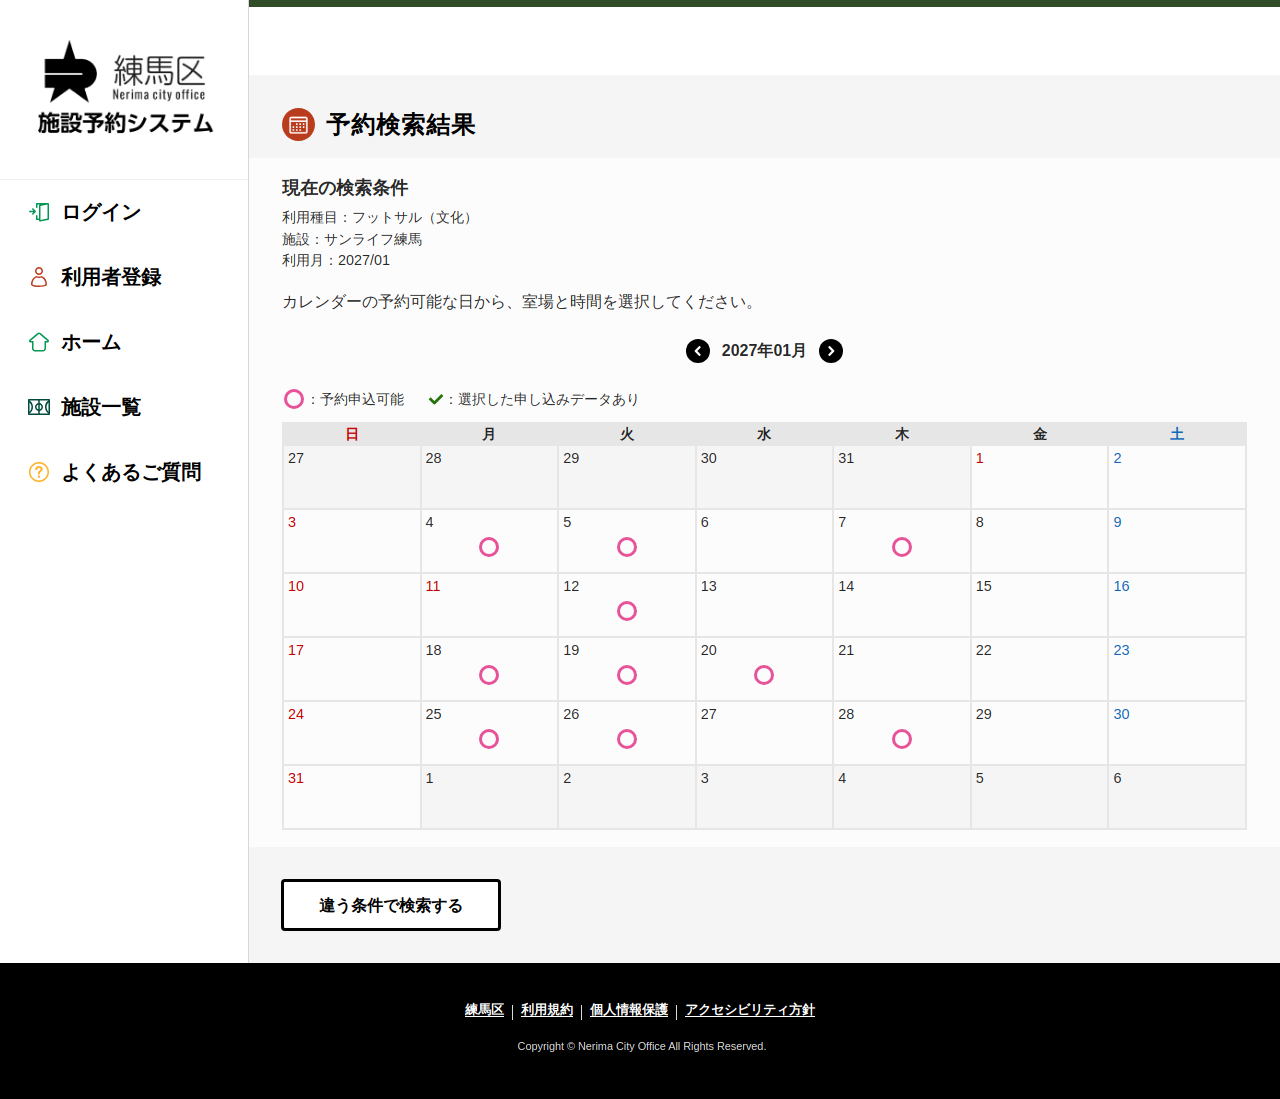 練馬区
Nerima city office
施設予約システム
ログイン
利用者登録
ホーム
施設一覧
よくあるご質問
予約検索結果
現在の検索条件
利用種目：フットサル（文化）
施設：サンライフ練馬
利用月：2027/01
カレンダーの予約可能な日から、室場と時間を選択してください。
2027年01月
：予約申込可能 ：選択した申し込みデータあり
日 月 火 水 木 金 土
27 28 29 30 31 1 2
3 4 5 6 7 8 9
10 11 12 13 14 15 16
17 18 19 20 21 22 23
24 25 26 27 28 29 30
31 1 2 3 4 5 6
違う条件で検索する
練馬区 | 利用規約 | 個人情報保護 | アクセシビリティ方針
Copyright © Nerima City Office All Rights Reserved.